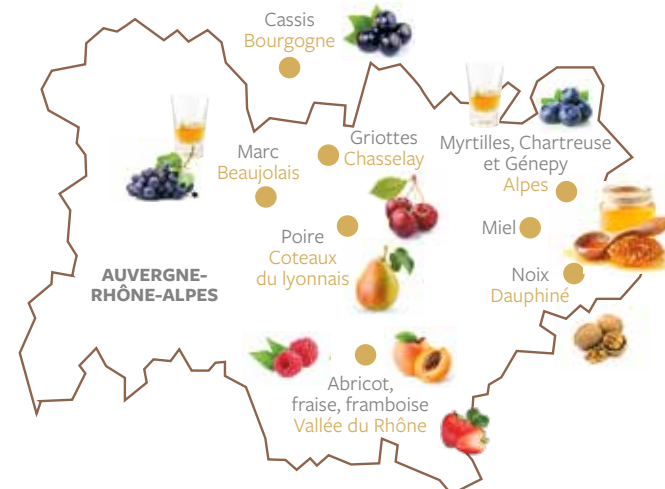 Cassis
Bourgogne
Griottes
Chasselay
Marc
Beaujolais
Myrtilles, Chartreuse
et Génepy
Alpes
Poire
Coteaux
du lyonnais
Miel
AUVERGNE-
RHÔNE-ALPES
Noix
Dauphiné
Abricot,
fraise, framboise
Vallée du Rhône